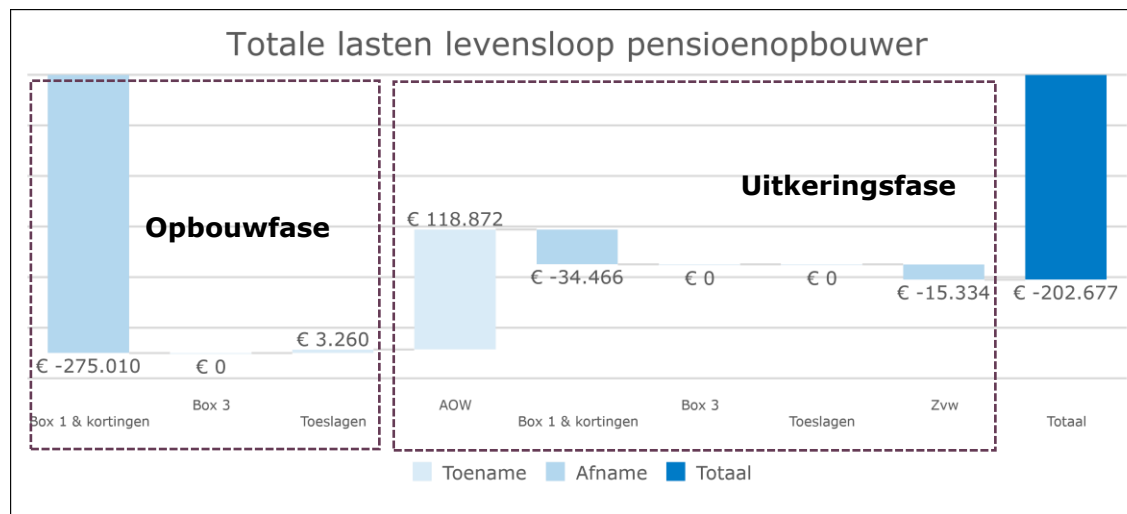 Totale lasten levensloop pensioenopbouwer
Opbouwfase
Uitkeringsfase
€ 118.872
€ -34.466
€ 0
€ 0
€ -15.334
€ -202.677
€ 3.260
€ -275.010
€ 0
Box 1 & kortingen
Box 3
Toeslagen
AOW
Box 1 & kortingen
Box 3
Toeslagen
Zvw
Totaal
Toename
Afname
Totaal